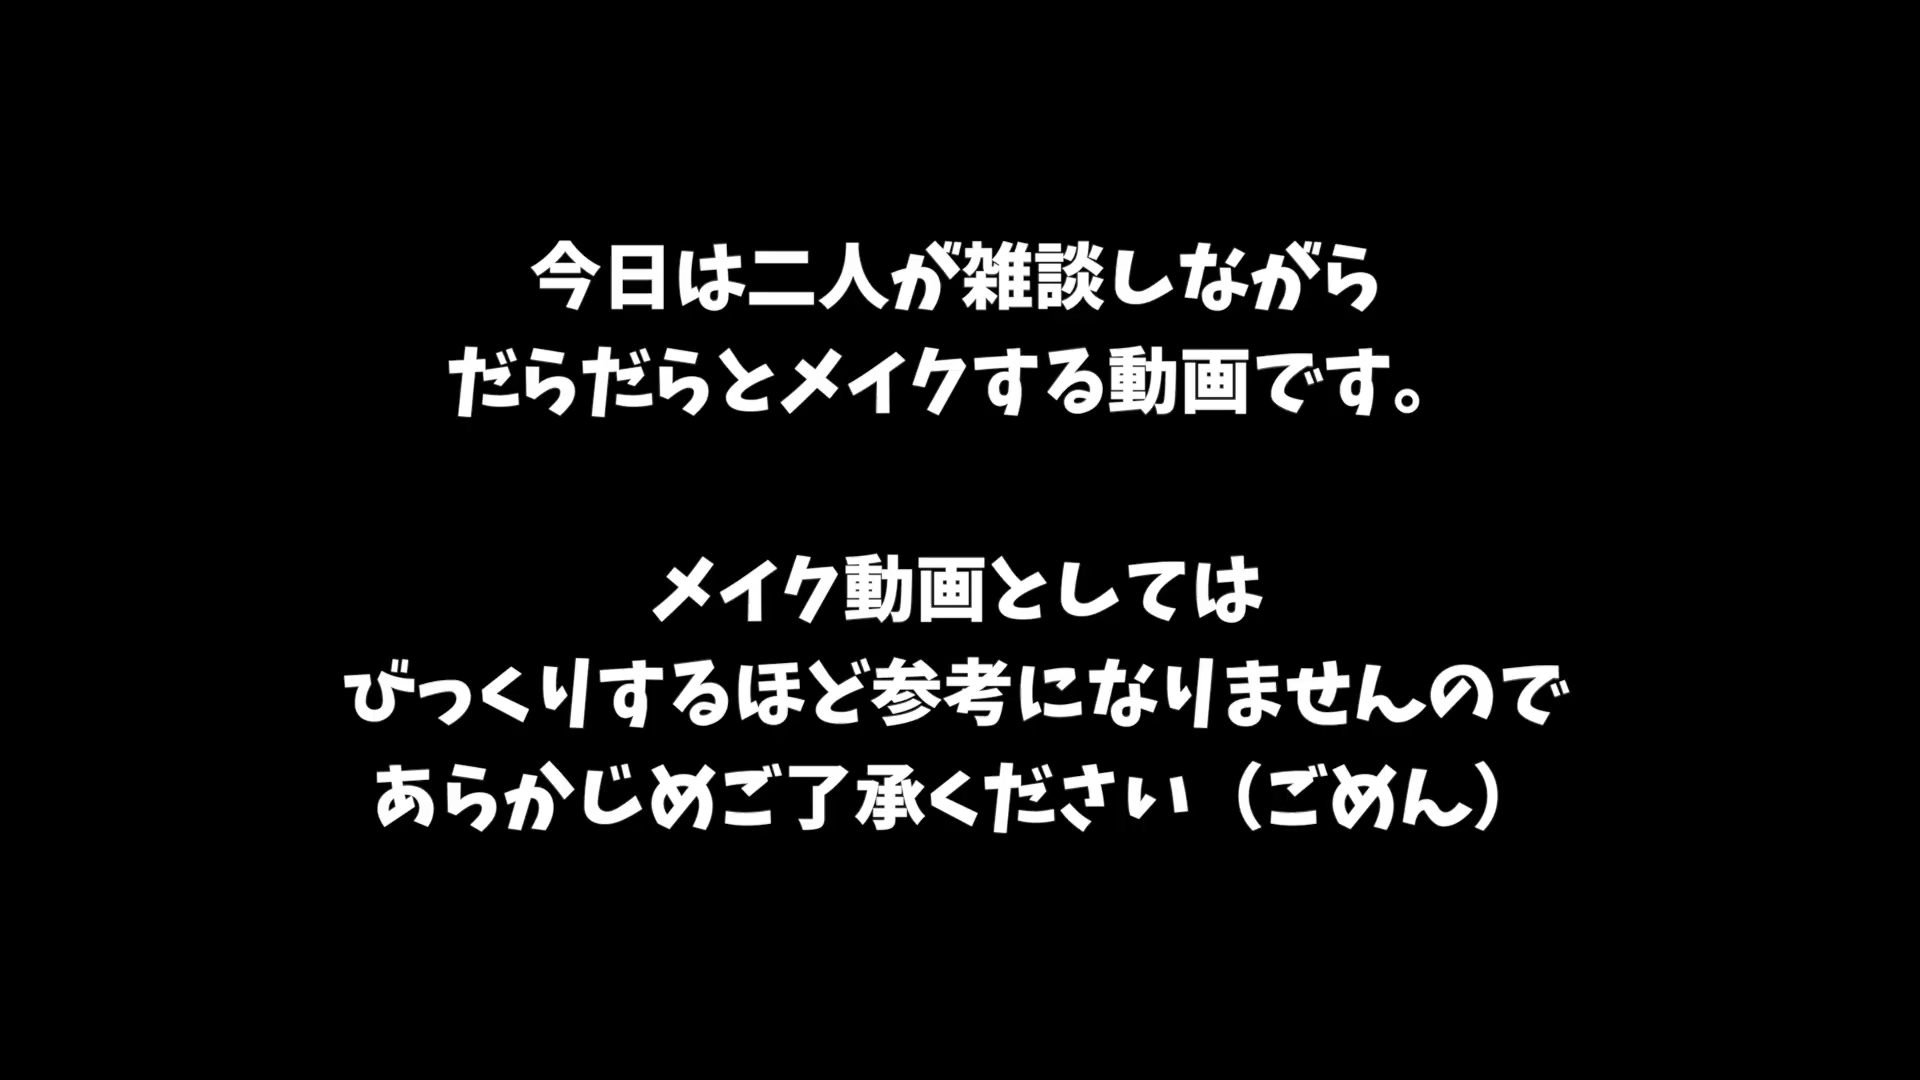 今日は二人が雑談しながら
だらだらとメイクする動画です。
メイク動画としては
びっくりするほど参考になりませんので
あらかじめご了承ください（ごめん）